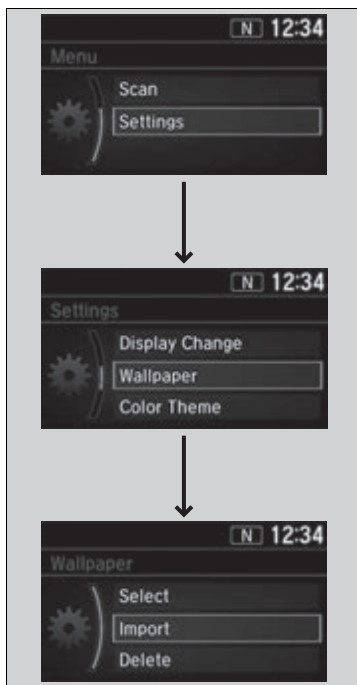 N 12:34
Menu
Scan
Settings
N 12:34
Settings
Display Change
Wallpaper
Color Theme
N 12:34
Wallpaper
Select
Import
Delete